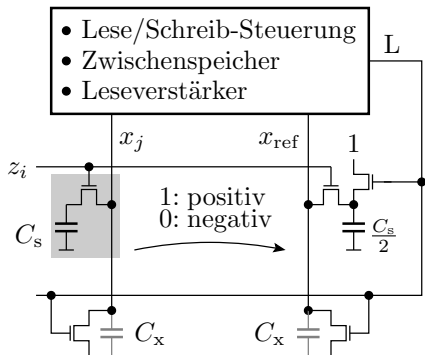 • Lese/Schreib-Steuerung
• Zwischenspeicher
• Leseverstärker
L
x_j
x_ref
z_i
1
1: positiv
0: negativ
C_s
C_s/2
C_x
C_x